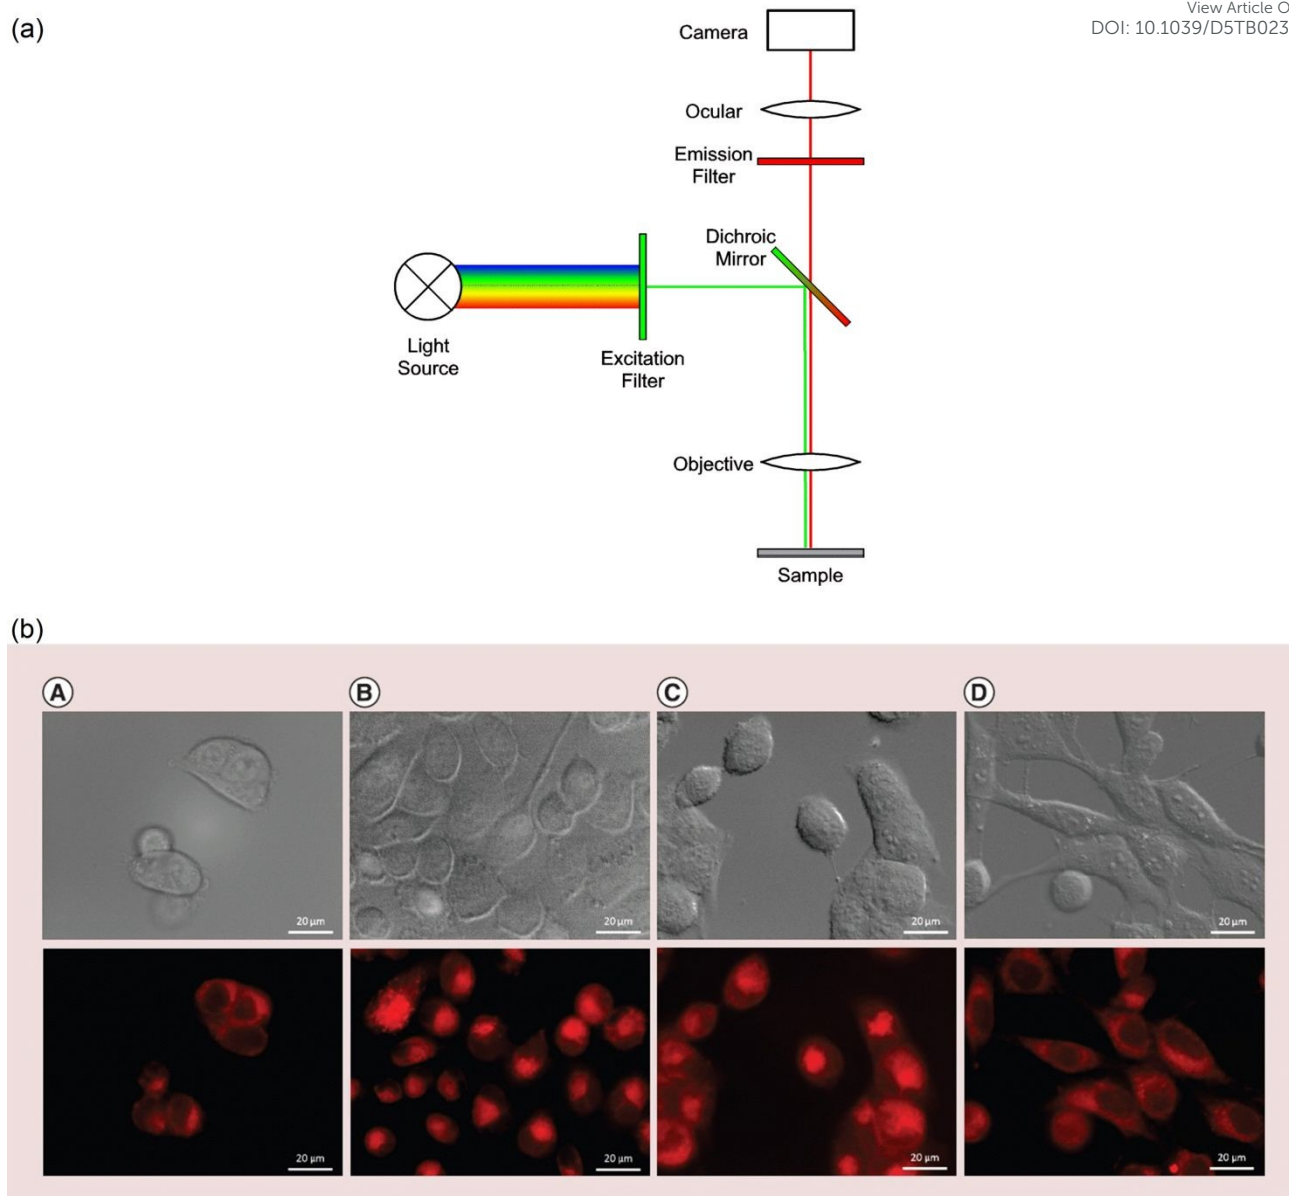 View Article O
DOI: 10.1039/D5TB023
(a)
Camera
Ocular
Emission
Filter
Dichroic
Mirror
Light
Source
Excitation
Filter
Objective
Sample
(b)
A
B
C
D
20 µm
20 µm
20 µm
20 µm
20 µm
20 µm
20 µm
20 µm